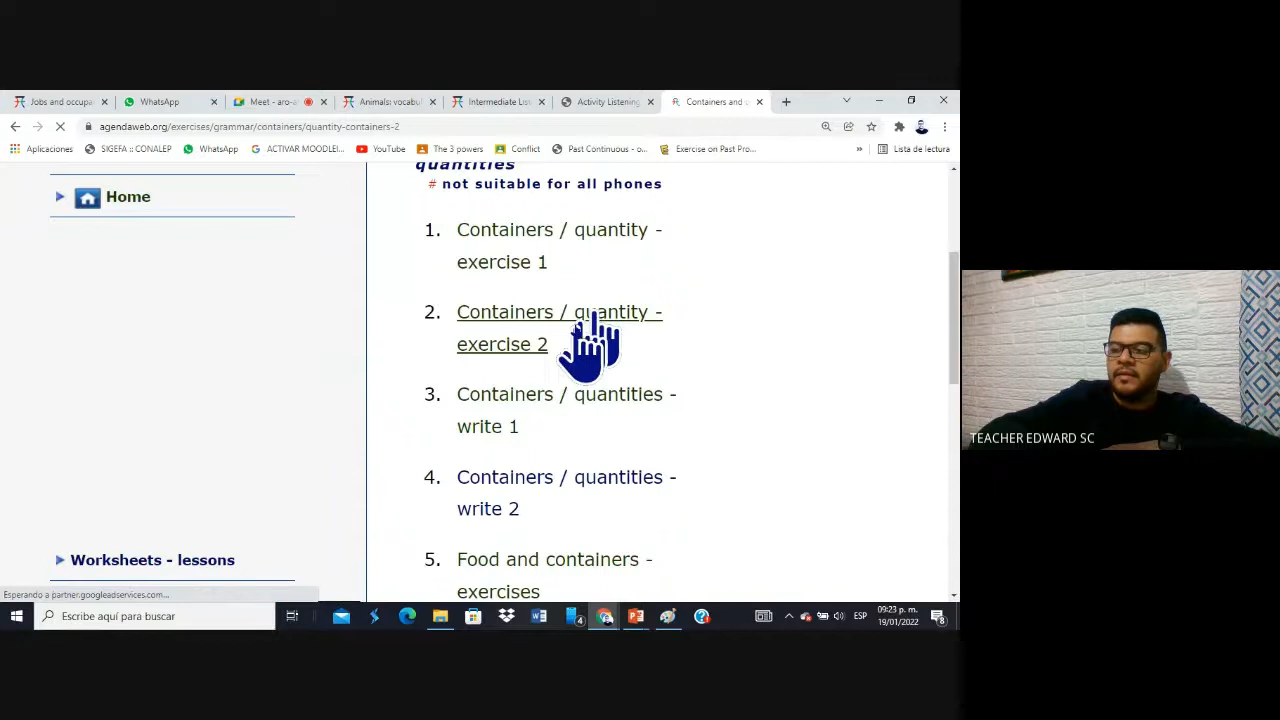 Jobs and occupa
WhatsApp
Meet - aro-a
Animals: vocabul
Intermediate Lis
Activity Listening
Containers and q
agendaweb.org/exercises/grammar/containers/quantity-containers-2
Aplicaciones
SIGEFA :: CONALEP
WhatsApp
ACTIVAR MOODLE
YouTube
The 3 powers
Conflict
Past Continuous - o...
Exercise on Past Pro...
»
Lista de lectura
quantities
# not suitable for all phones
Home
1. Containers / quantity -
exercise 1
2. Containers / quantity -
exercise 2
3. Containers / quantities -
write 1
4. Containers / quantities -
write 2
5. Food and containers -
exercises
Worksheets - lessons
Esperando a partner.googleadservices.com...
TEACHER EDWARD SC
Escribe aquí para buscar
4
ESP
09:23 p. m.
19/01/2022
8